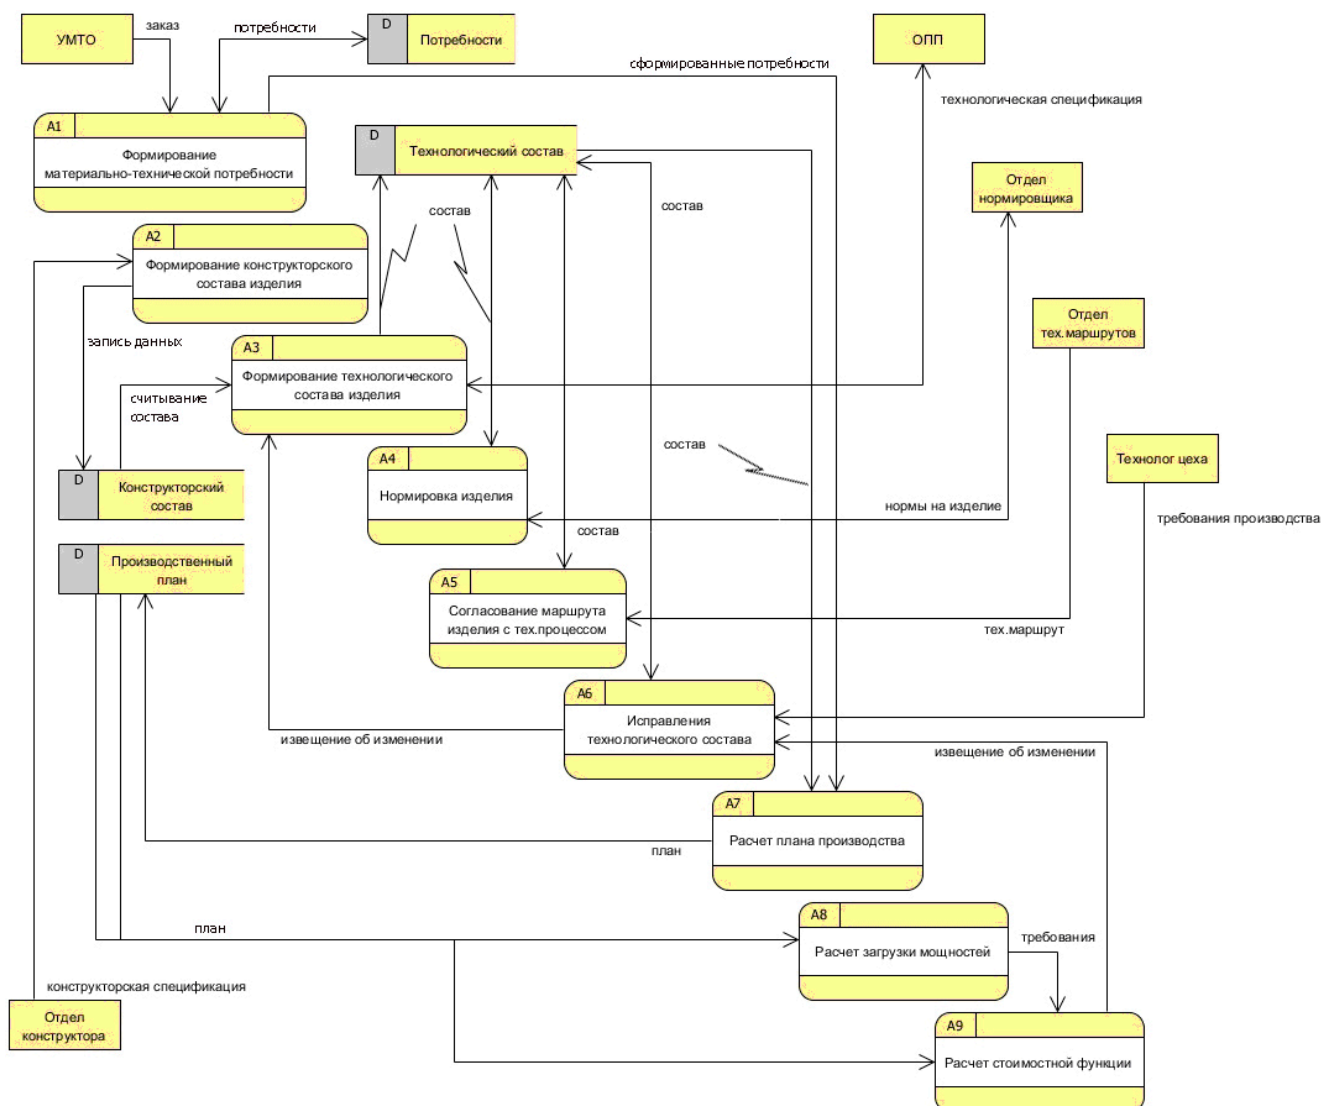 УМТО
заказ
потребности
D
Потребности
ОПП
сформированные потребности
технологическая спецификация
A1
Формирование
материально-технической потребности
D
Технологический состав
Отдел
нормировщика
состав
состав
A2
Формирование конструкторского
состава изделия
Отдел
тех.маршрутов
запись данных
A3
Формирование технологического
состава изделия
считывание
состава
состав
Технолог цеха
A4
Нормировка изделия
D
Конструкторский
состав
нормы на изделие
требования производства
состав
D
Производственный
план
A5
Согласование маршрута
изделия с тех.процессом
тех.маршрут
A6
Исправления
технологического состава
извещение об изменении
извещение об изменении
A7
Расчет плана производства
план
A8
Расчет загрузки мощностей
план
требования
конструкторская спецификация
Отдел
конструктора
A9
Расчет стоимостной функции